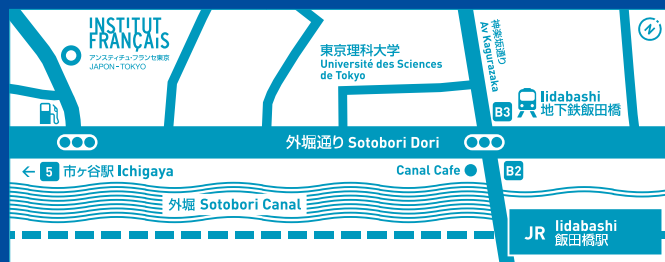 INSTITUT
FRANÇAIS
アンスティチュ・フランセ東京
JAPON - TOKYO
東京理科大学
Université des Sciences
de Tokyo
神楽坂通り
Av Kagurazaka
N
B3
Iidabashi
地下鉄飯田橋
外堀通り Sotobori Dori
← 5 市ヶ谷駅 Ichigaya
Canal Cafe
B2
外堀 Sotobori Canal
JR Iidabashi
飯田橋駅